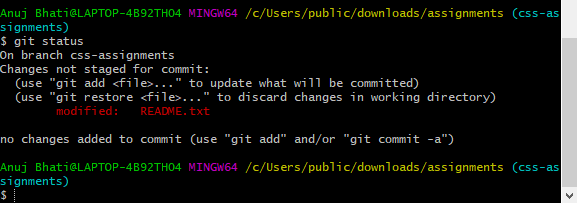 Anuj Bhati@LAPTOP-4B92THO4 MINGW64 /c/Users/public/downloads/assignments (css-as
signments)
$ git status
On branch css-assignments
Changes not staged for commit:
  (use "git add <file>..." to update what will be committed)
  (use "git restore <file>..." to discard changes in working directory)
        modified:   README.txt

no changes added to commit (use "git add" and/or "git commit -a")

Anuj Bhati@LAPTOP-4B92THO4 MINGW64 /c/Users/public/downloads/assignments (css-as
signments)
$